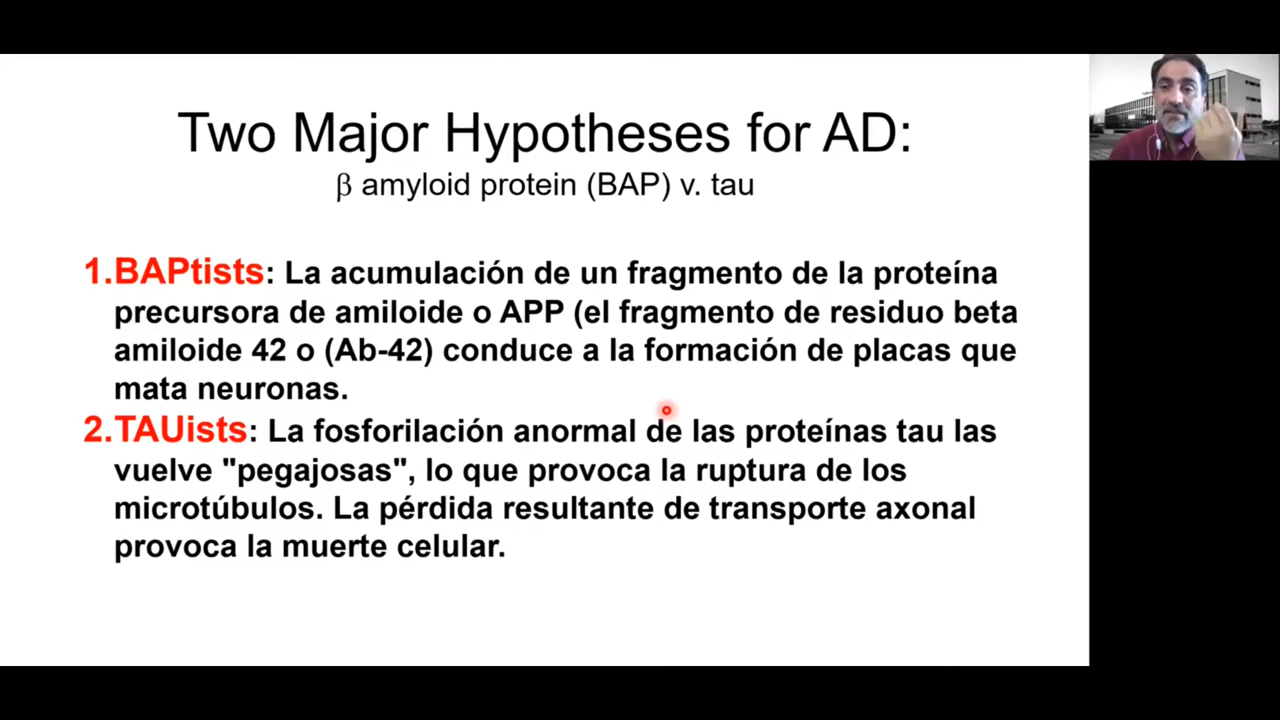 Two Major Hypotheses for AD:
β amyloid protein (BAP) v. tau
1.BAPtists: La acumulación de un fragmento de la proteína
precursora de amiloide o APP (el fragmento de residuo beta
amiloide 42 o (Ab-42) conduce a la formación de placas que
mata neuronas.
2.TAUists: La fosforilación anormal de las proteínas tau las
vuelve "pegajosas", lo que provoca la ruptura de los
microtúbulos. La pérdida resultante de transporte axonal
provoca la muerte celular.